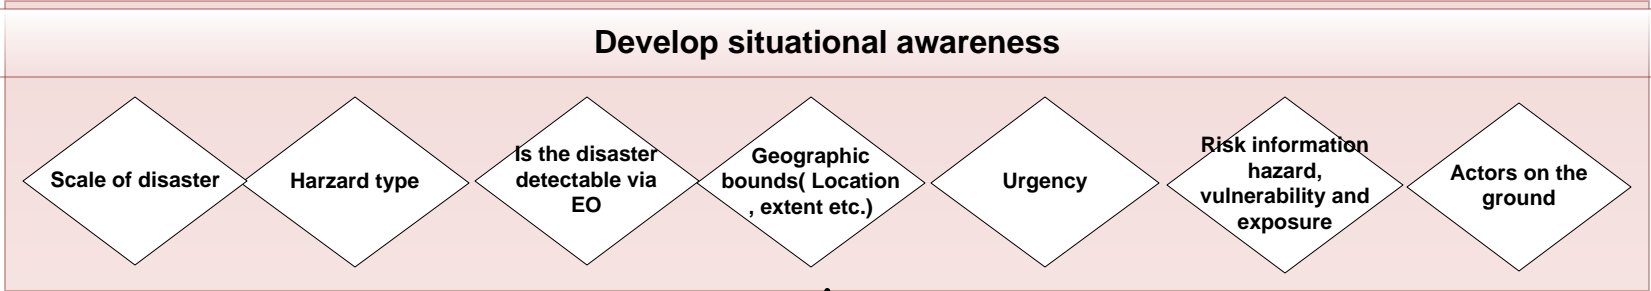 Develop situational awareness
Scale of disaster
Harzard type
Is the disaster
detectable via
EO
Geographic
bounds( Location
, extent etc.)
Urgency
Risk information
hazard,
vulnerability and
exposure
Actors on the
ground